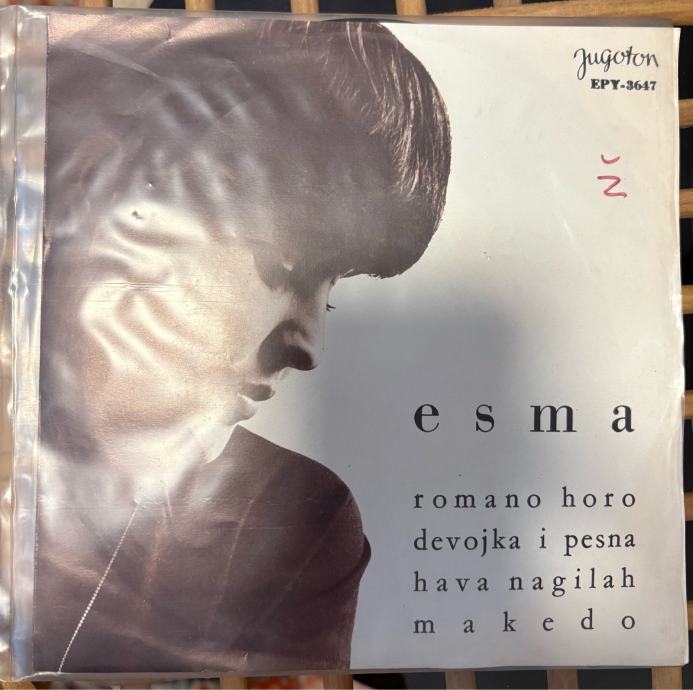 Jugoton
EPY-3647
ž
esma
romano horo
devojka i pesna
hava nagilah
makedo